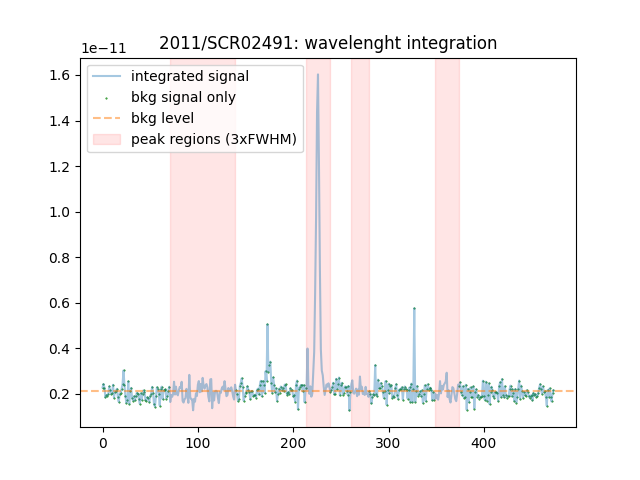 2011/SCR02491: wavelenght integration
1e−11
integrated signal
bkg signal only
bkg level
peak regions (3xFWHM)
1.6
1.4
1.2
1.0
0.8
0.6
0.4
0.2
0 100 200 300 400